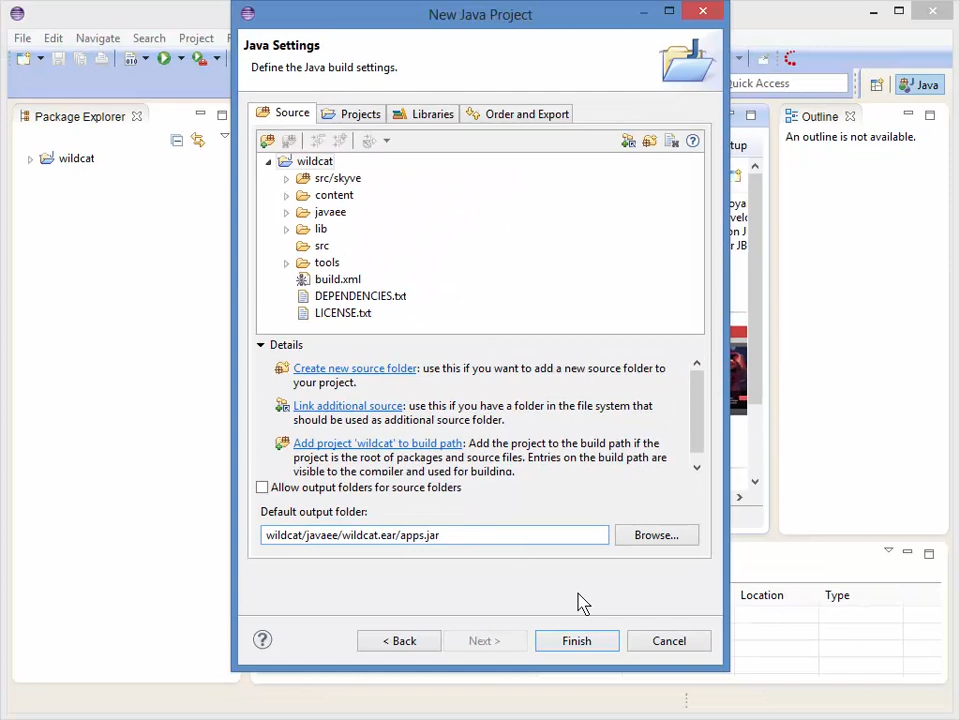 New Java Project
File Edit Navigate Search Project
Quick Access
Java
Package Explorer
wildcat
Outline
An outline is not available.
Location Type
Java Settings
Define the Java build settings.
Source Projects Libraries Order and Export
wildcat
src/skyve
content
javaee
lib
src
tools
build.xml
DEPENDENCIES.txt
LICENSE.txt
Details
Create new source folder: use this if you want to add a new source folder to
your project.
Link additional source: use this if you have a folder in the file system that
should be used as additional source folder.
Add project 'wildcat' to build path: Add the project to the build path if the
project is the root of packages and source files. Entries on the build path are
visible to the compiler and used for building.
Allow output folders for source folders
Default output folder:
wildcat/javaee/wildcat.ear/apps.jar
Browse...
< Back Next > Finish Cancel